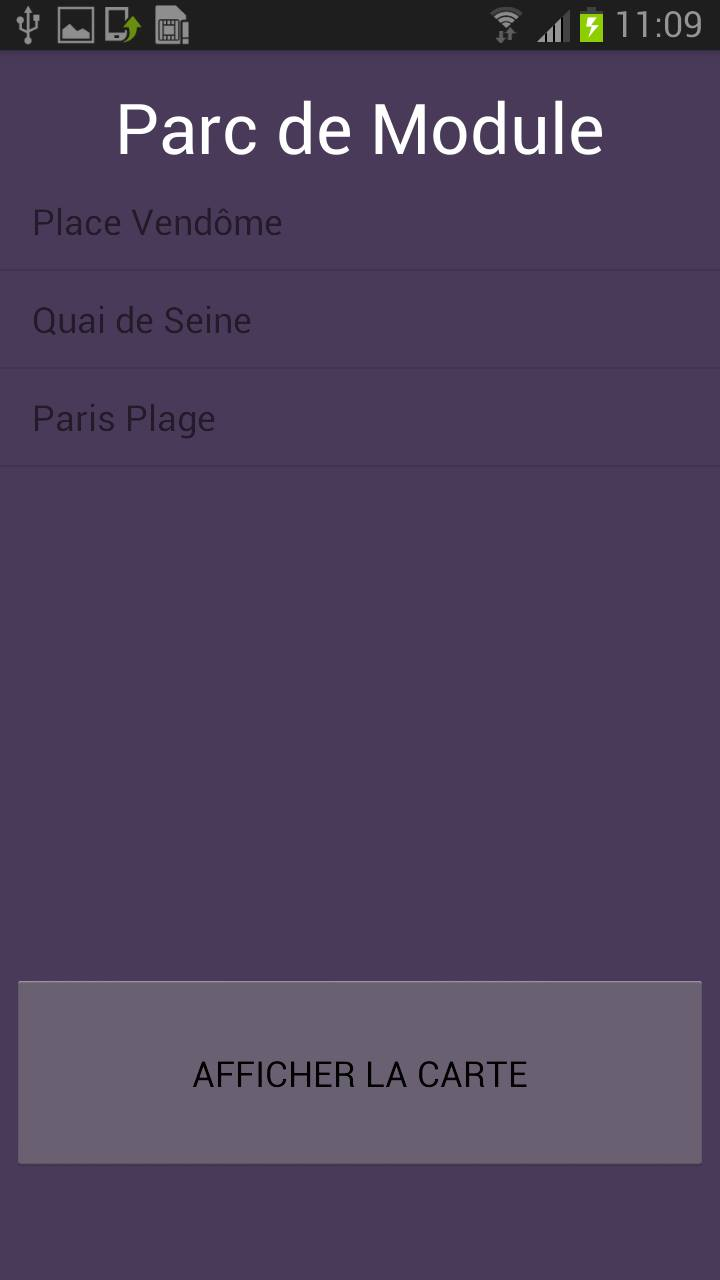 11:09
Parc de Module
Place Vendôme
Quai de Seine
Paris Plage
AFFICHER LA CARTE